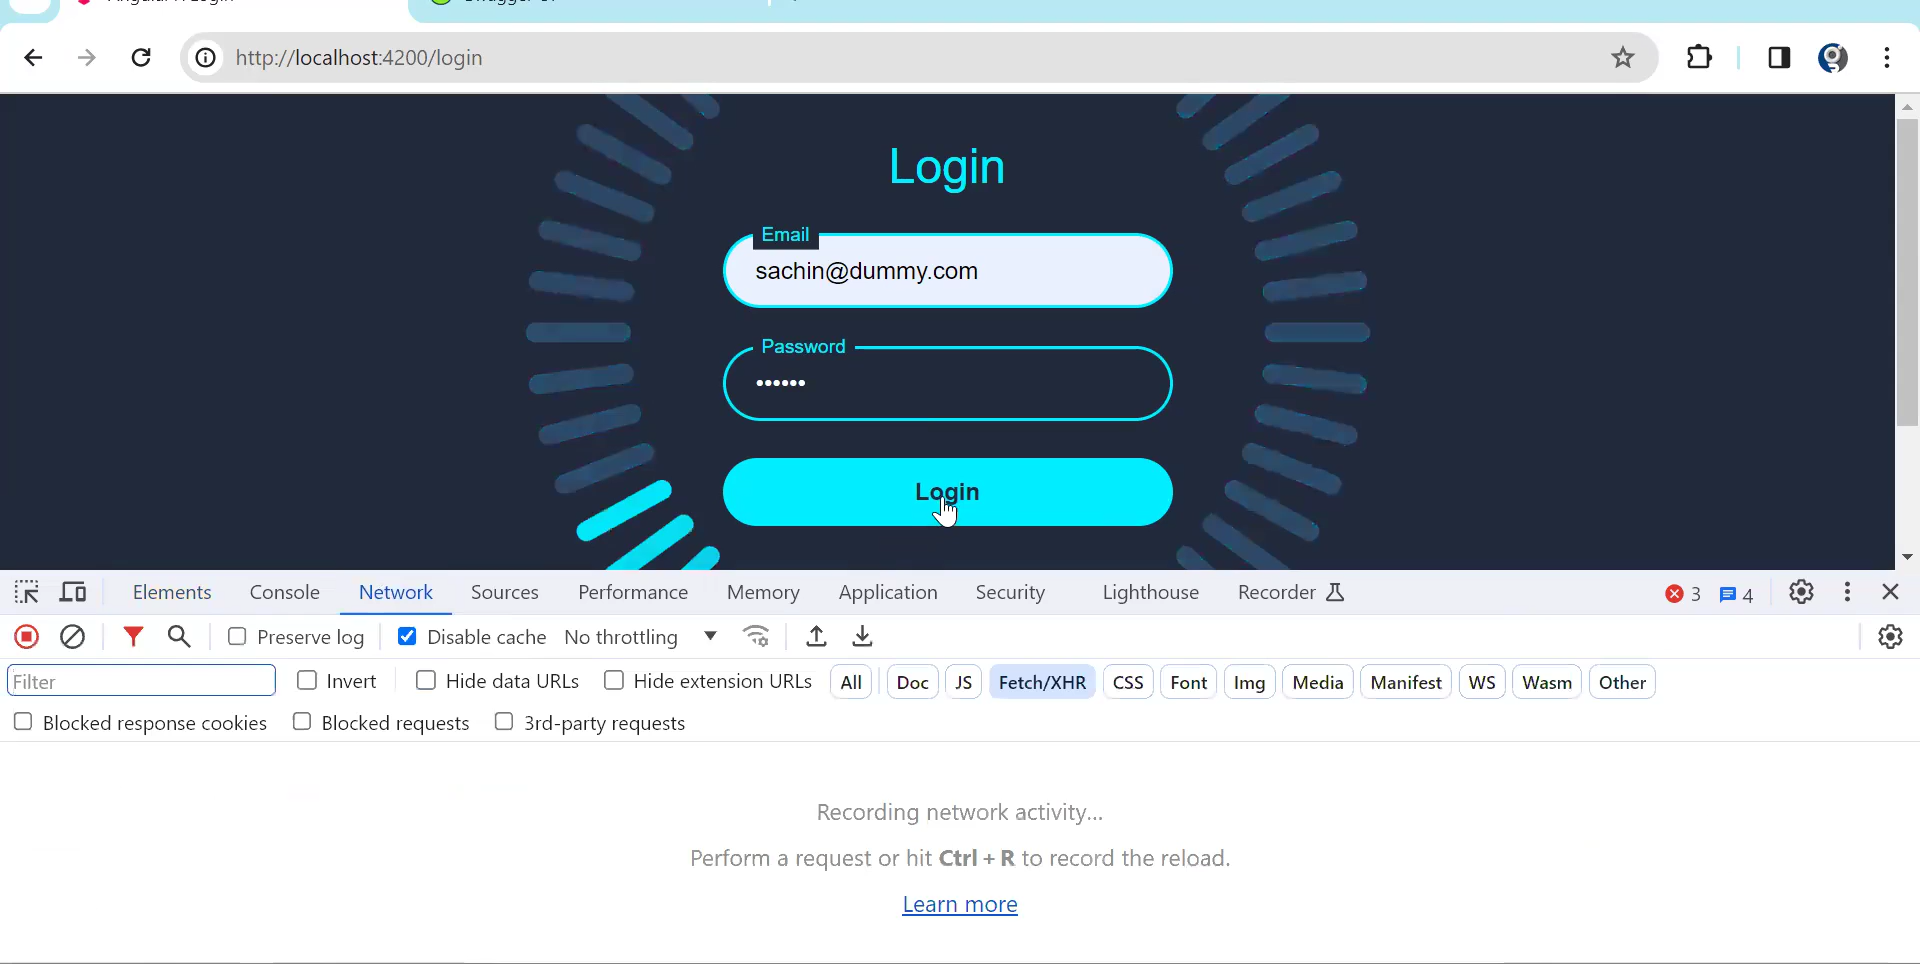 http://localhost:4200/login
Login
Email
sachin@dummy.com
Password
••••••
Login
Elements Console Network Sources Performance Memory Application Security Lighthouse Recorder 3 4
Preserve log Disable cache No throttling
Filter Invert Hide data URLs Hide extension URLs All Doc JS Fetch/XHR CSS Font Img Media Manifest WS Wasm Other
Blocked response cookies Blocked requests 3rd-party requests
Recording network activity...
Perform a request or hit Ctrl + R to record the reload.
Learn more